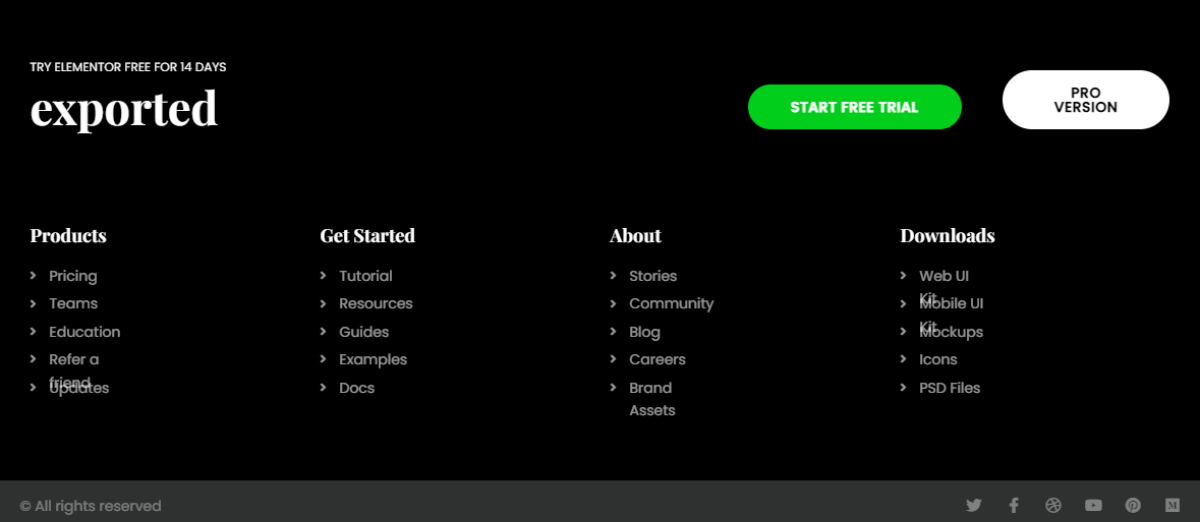 TRY ELEMENTOR FREE FOR 14 DAYS
exported
START FREE TRIAL
PRO
VERSION
Products
Pricing
Teams
Education
Refer a
friend
Updates
Get Started
Tutorial
Resources
Guides
Examples
Docs
About
Stories
Community
Blog
Careers
Brand
Assets
Downloads
Web UI
Kit
Mobile UI
Kit
Mockups
Icons
PSD Files
© All rights reserved